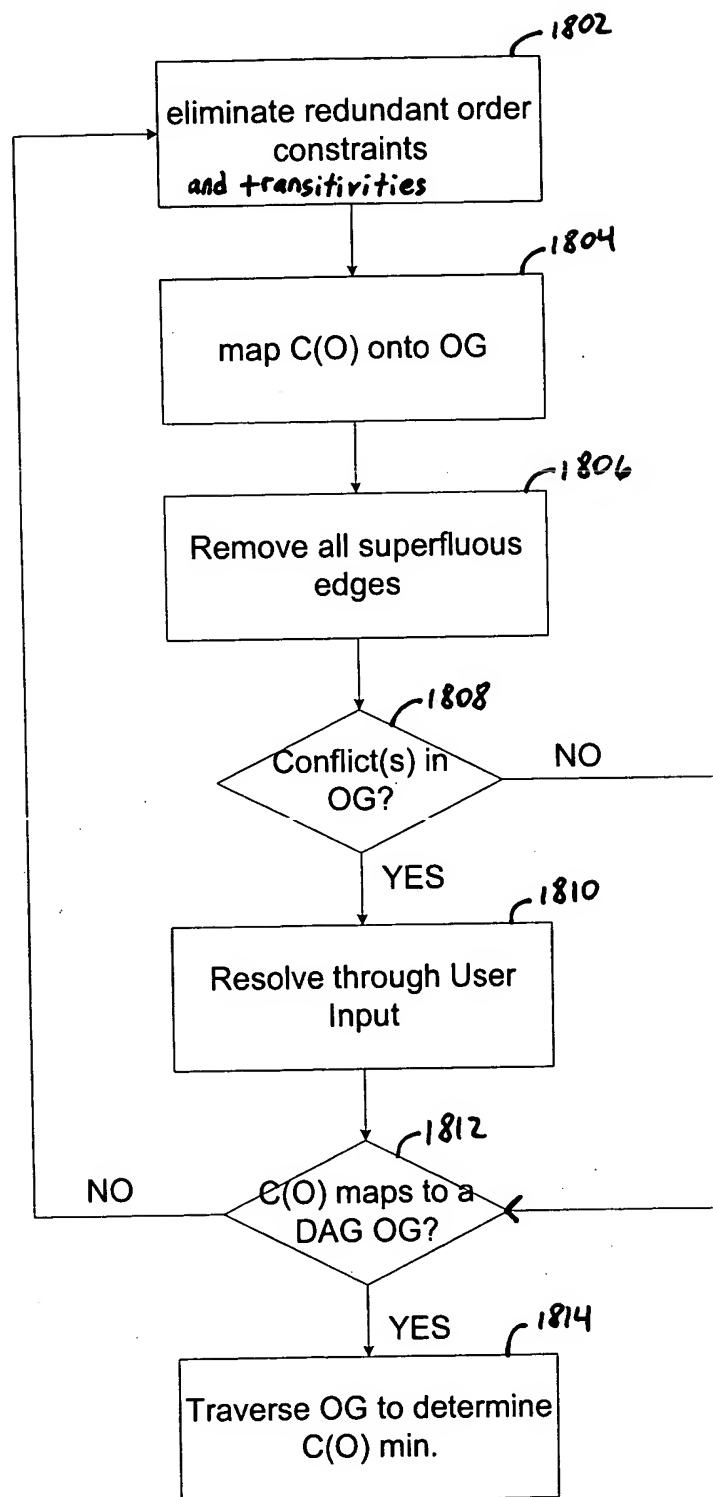 1802
eliminate redundant order
constraints
and transitivities
1804
map C(O) onto OG
1806
Remove all superfluous
edges
1808
Conflict(s) in
OG?
NO
YES
1810
Resolve through User
Input
1812
NO
C(O) maps to a
DAG OG?
YES
1814
Traverse OG to determine
C(O) min.